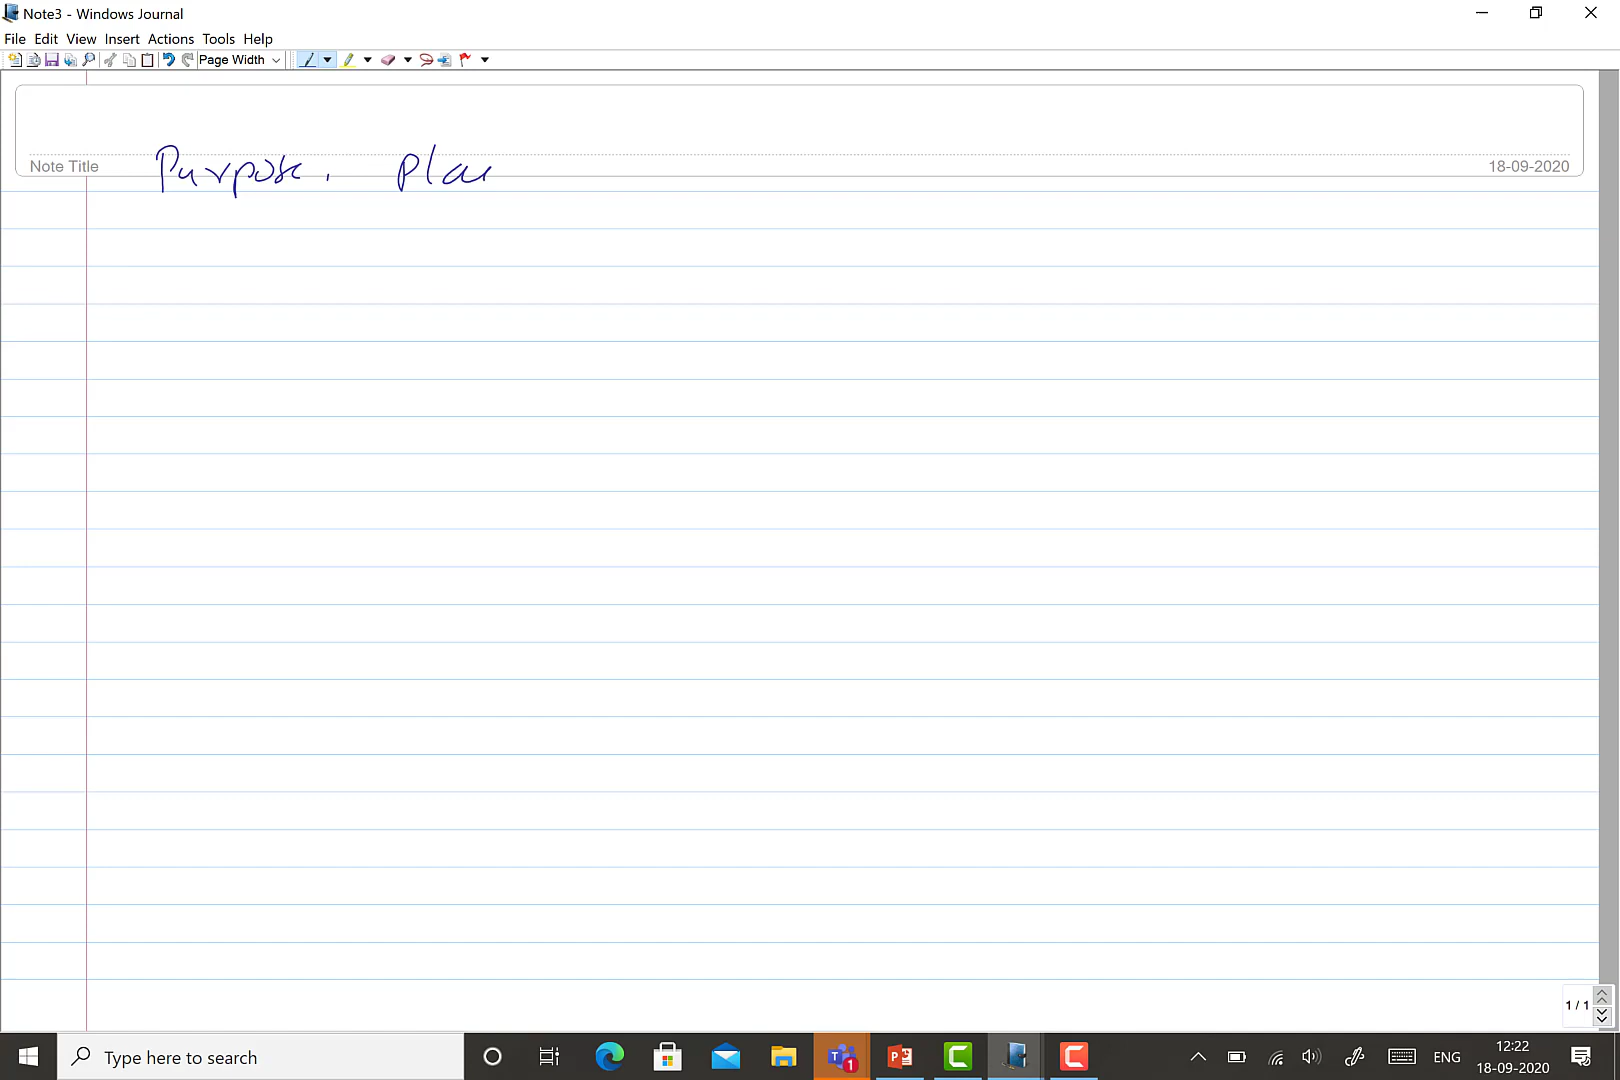 Note3 - Windows Journal
File Edit View Insert Actions Tools Help
Page Width
Note Title Purpose. Plan 18-09-2020
1 / 1
Type here to search
1
ENG
12:22
18-09-2020